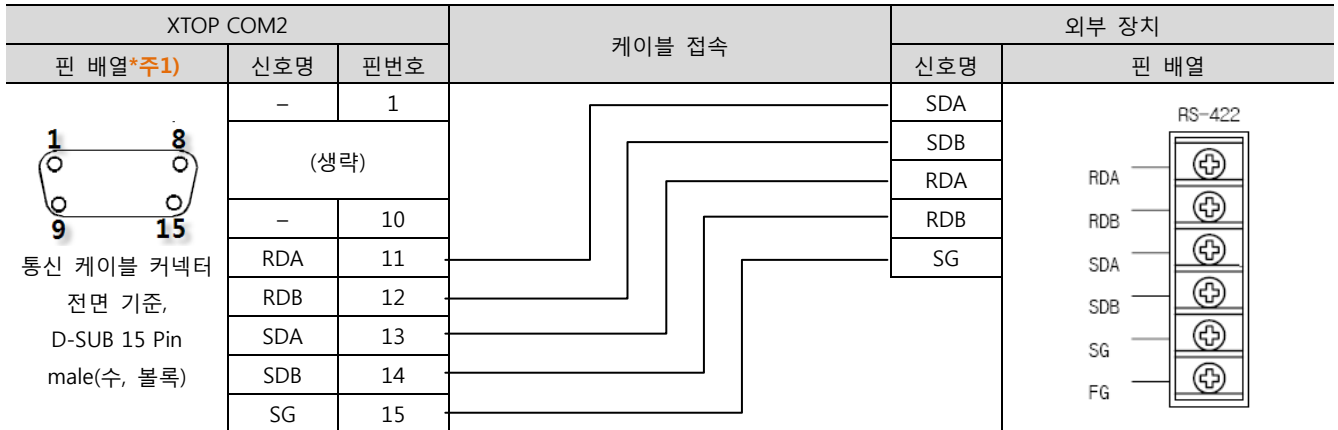 XTOP COM2 케이블 접속 외부 장치
핀 배열*주1) 신호명 핀번호 신호명 핀 배열
1 8
9 15
통신 케이블 커넥터
전면 기준,
D-SUB 15 Pin
male(수, 볼록)
– 1
(생략)
– 10
RDA 11
RDB 12
SDA 13
SDB 14
SG 15
SDA
SDB
RDA
RDB
SG
RS-422
RDA
RDB
SDA
SDB
SG
FG